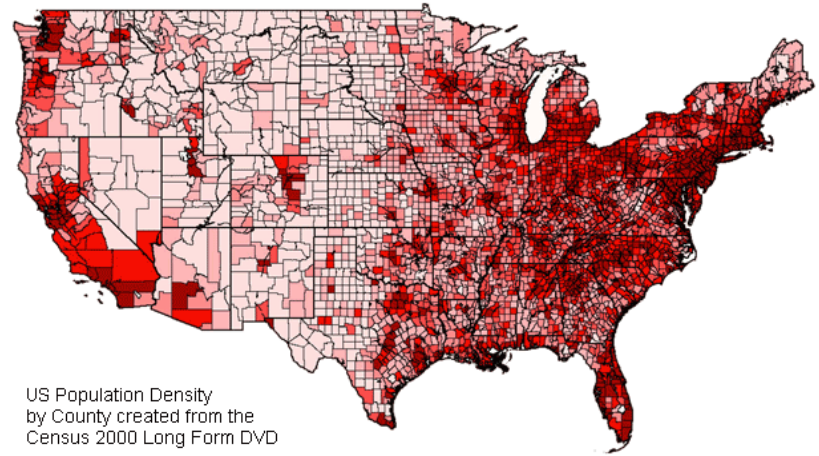 US Population Density
by County created from the
Census 2000 Long Form DVD